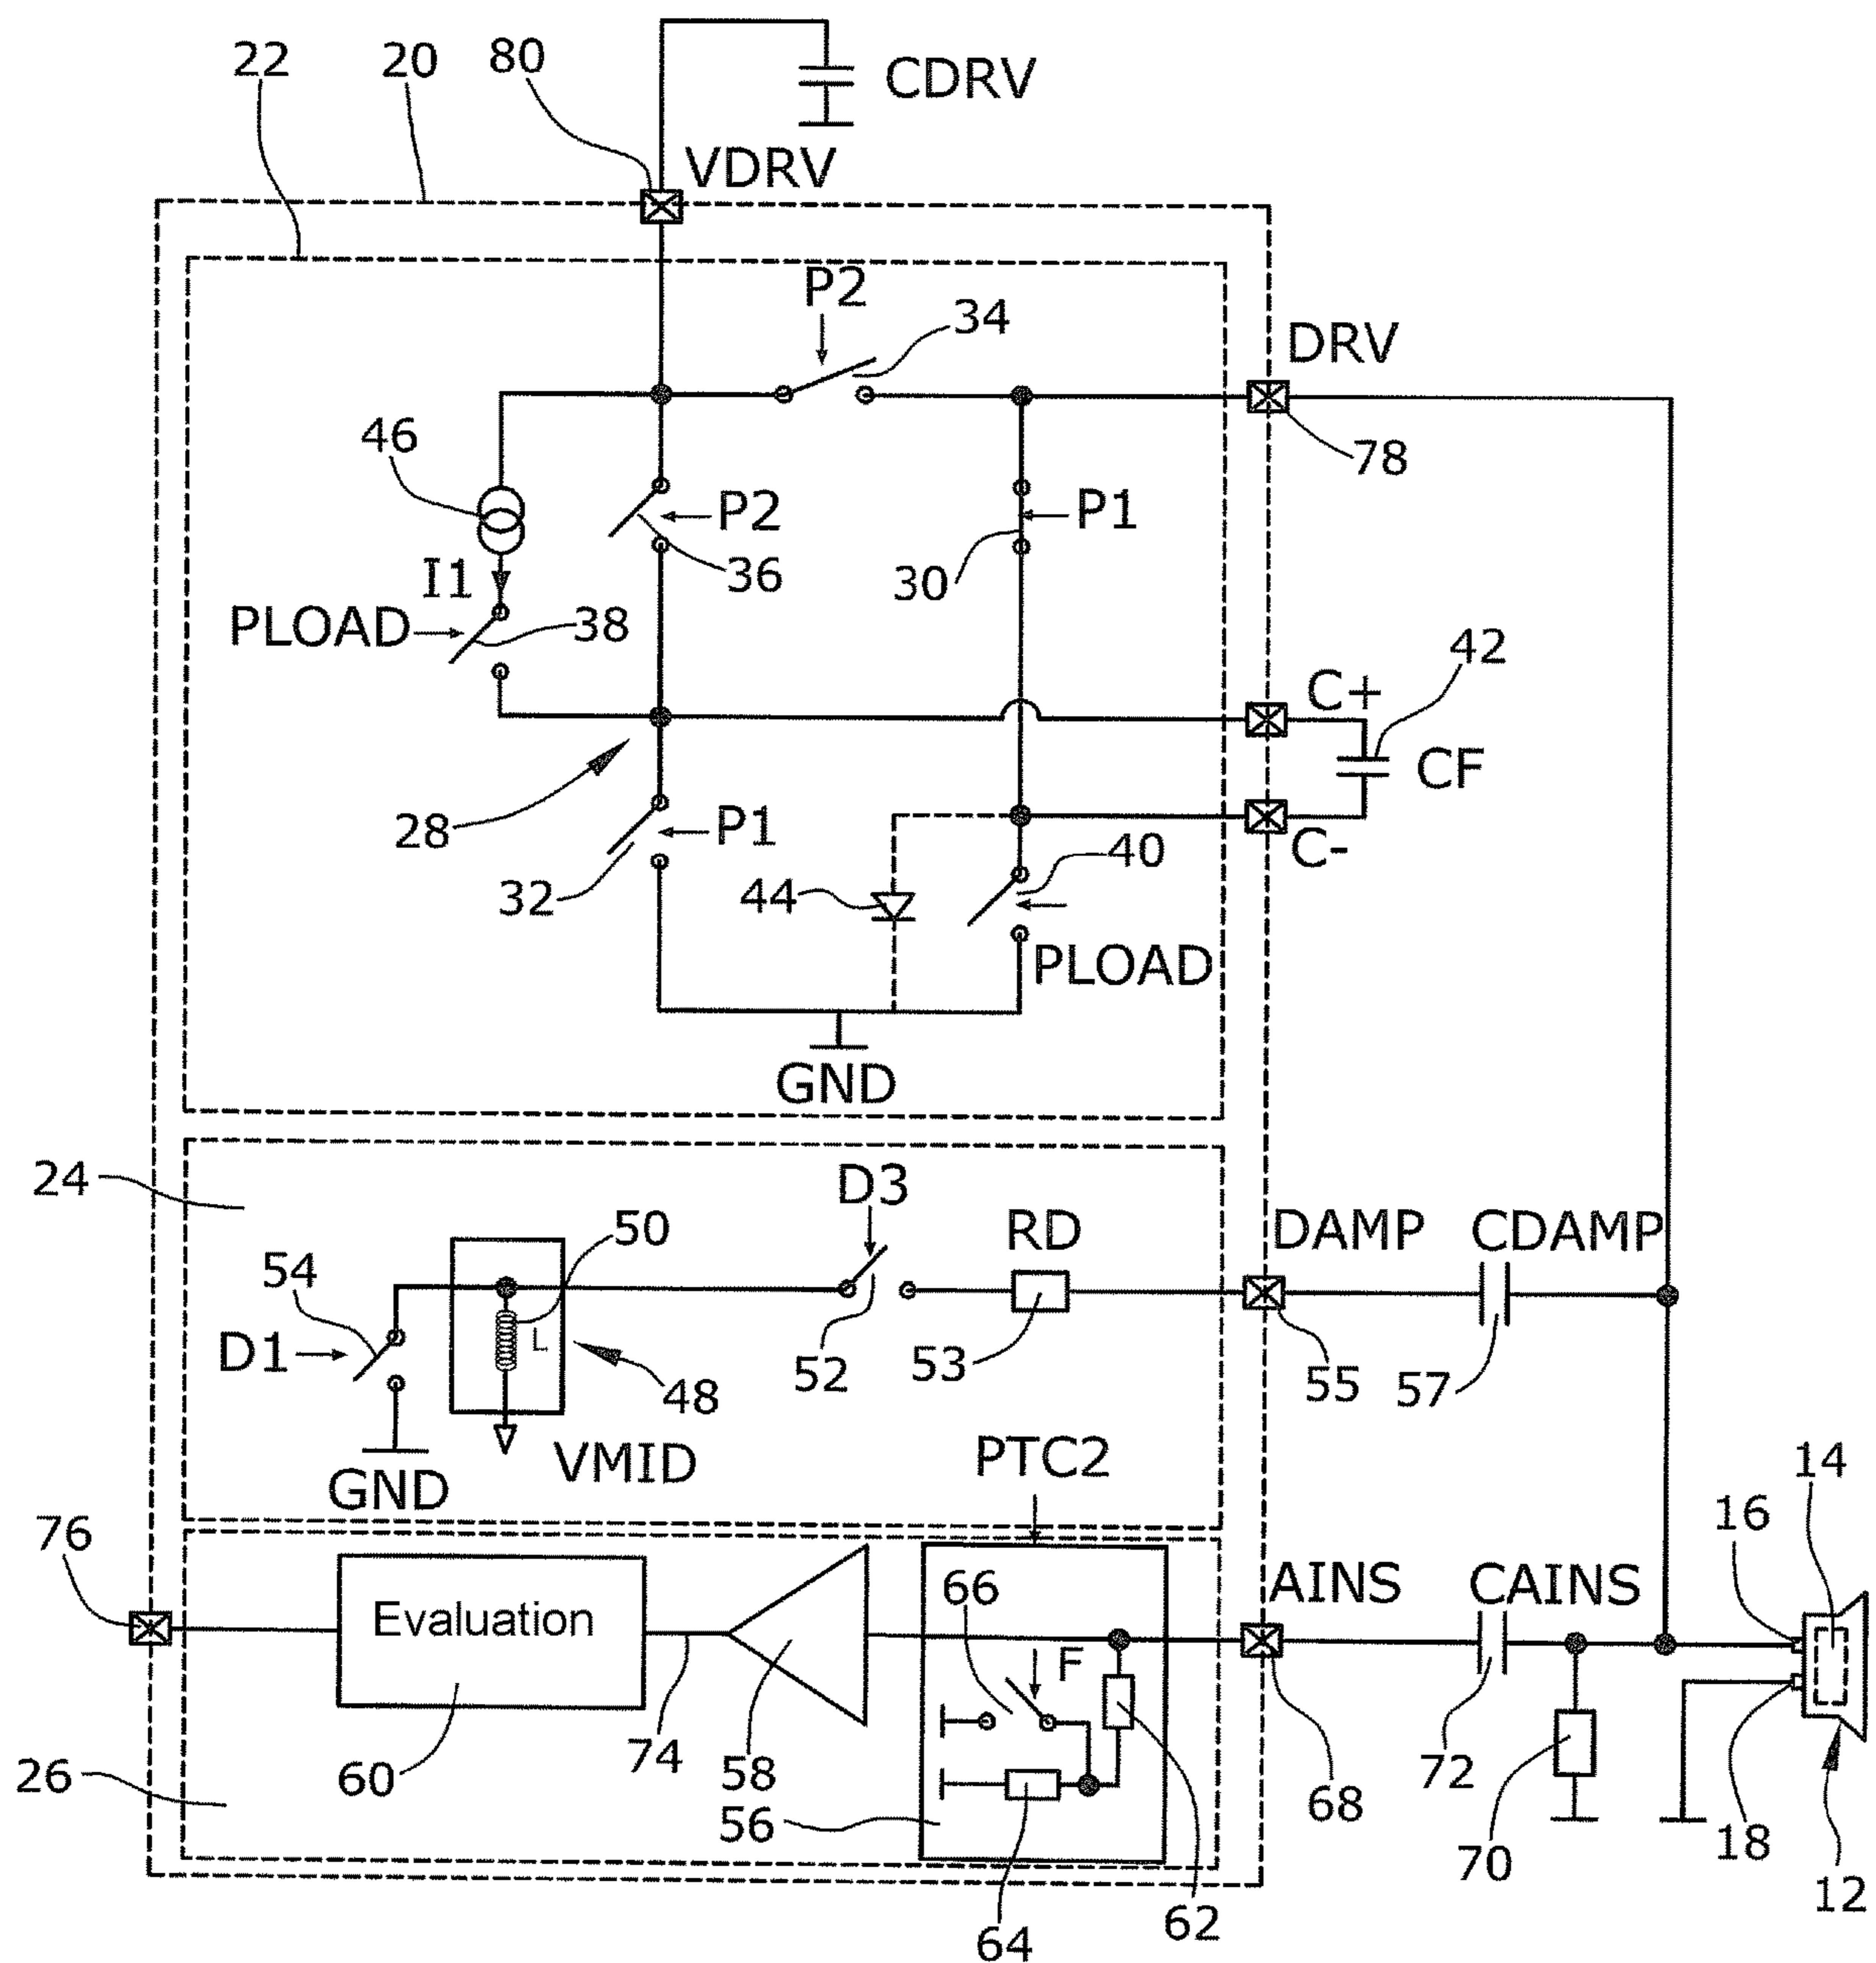 22
20
80
CDRV
VDRV
P2
34
DRV
46
78
P2
P1
I1
36
30
PLOAD
38
42
C+
CF
28
P1
C-
40
32
44
PLOAD
GND
24
D3
50
RD
DAMP
CDAMP
54
D1
L
52
53
55
57
48
VMID
PTC2
GND
14
16
76
AINS
CAINS
66
Evaluation
F
74
58
60
72
26
56
68
70
18
12
64
62